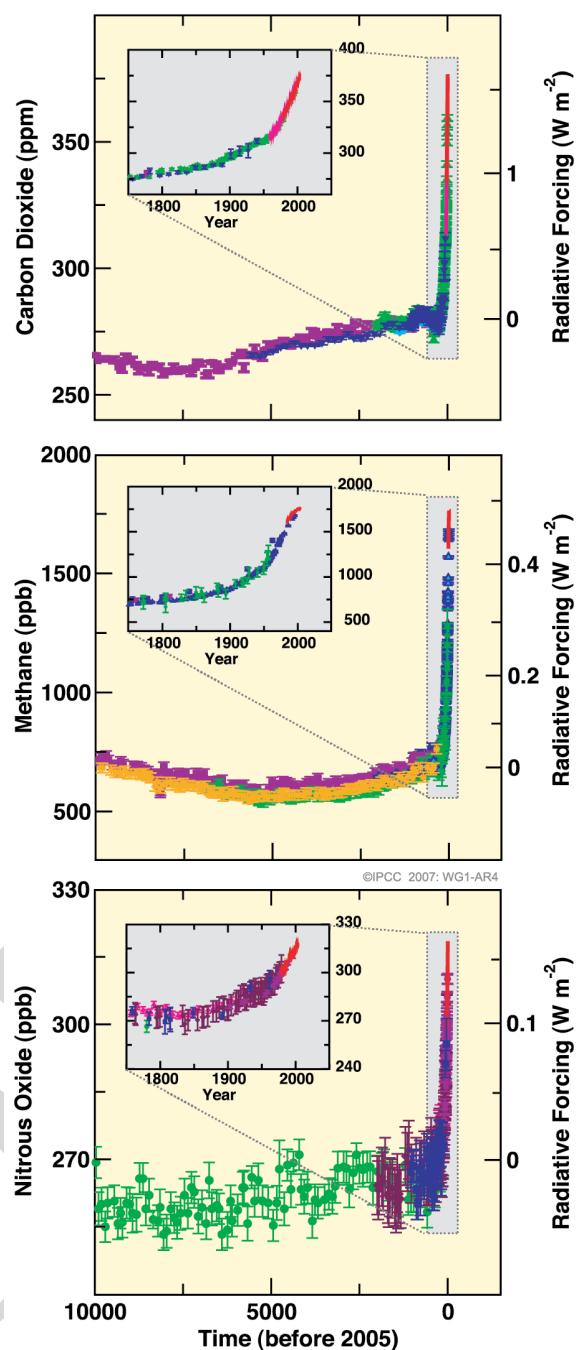 400
350
300
350
300
250
1
0
1800 1900 2000
Year
Carbon Dioxide (ppm)
Radiative Forcing (W m-2)
2000
1500
1000
500
2000
1750
1000
500
0.4
0.2
0
1800 1900 2000
Year
Methane (ppb)
Radiative Forcing (W m-2)
©IPCC 2007: WG1-AR4
330
300
270
330
300
270
240
0.1
0
1800 1900 2000
Year
Nitrous Oxide (ppb)
Radiative Forcing (W m-2)
10000 5000 0
Time (before 2005)